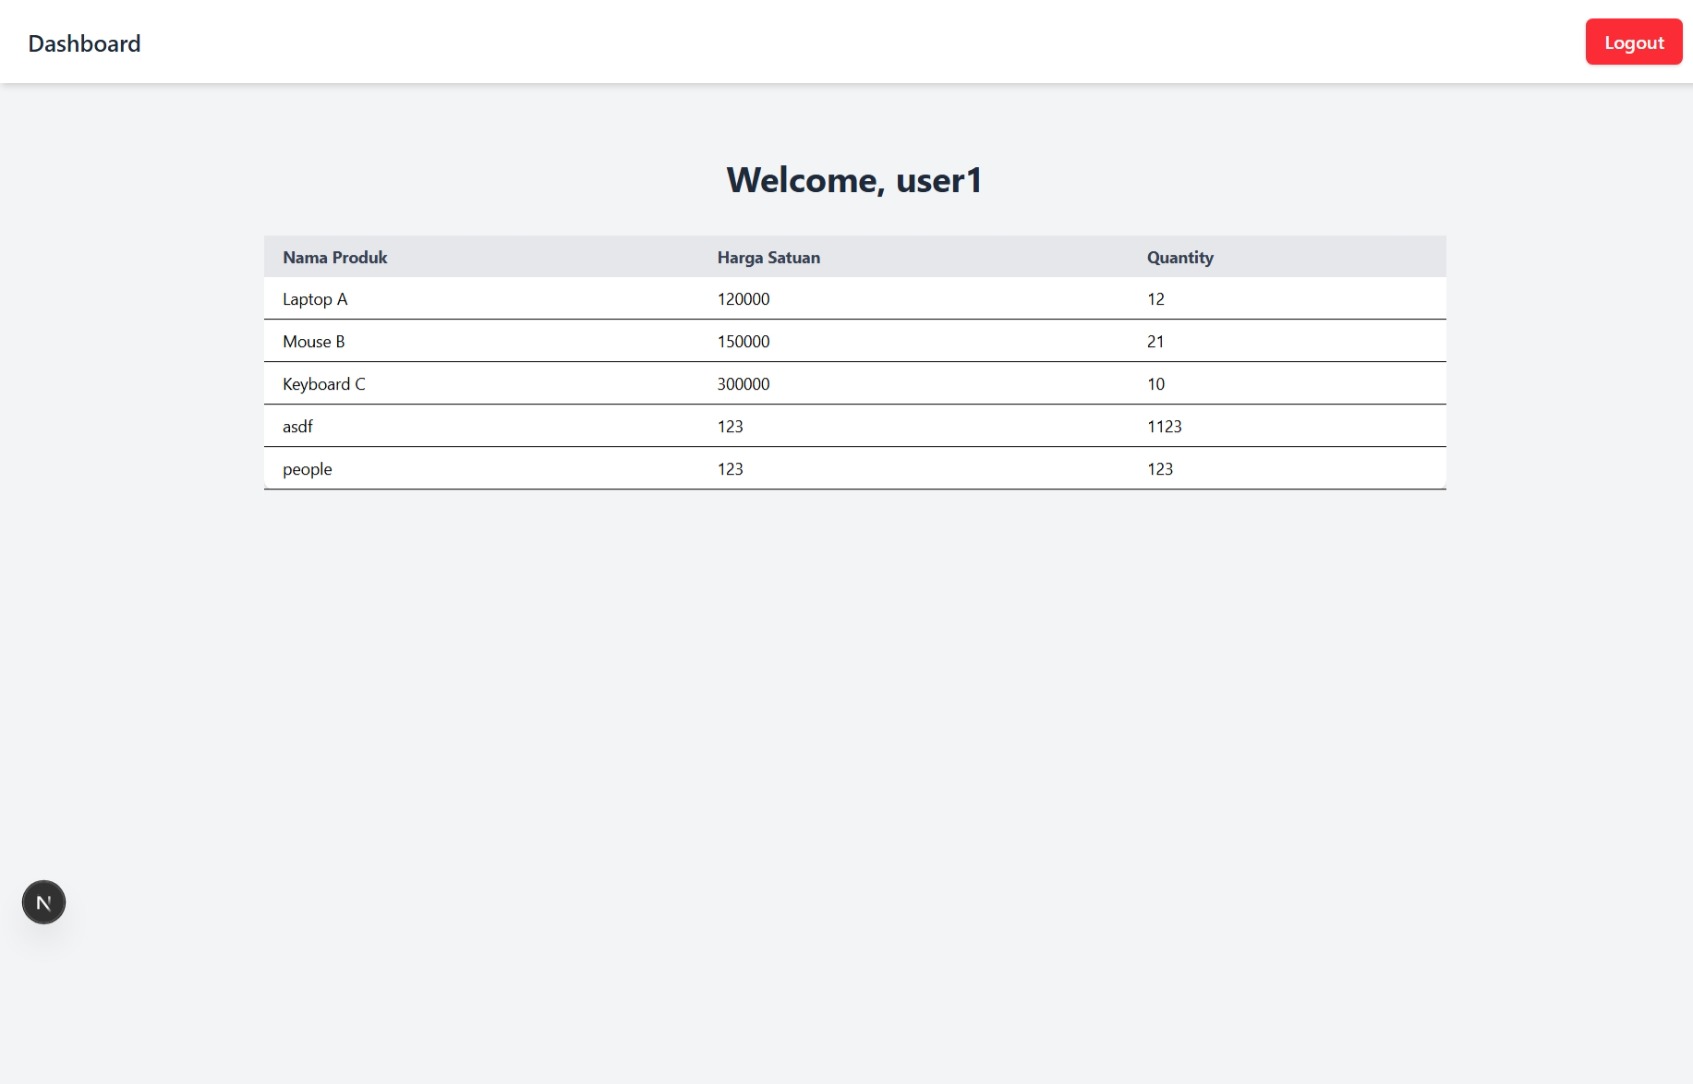 Dashboard
Logout
Welcome, user1
Nama Produk Harga Satuan Quantity
Laptop A 120000 12
Mouse B 150000 21
Keyboard C 300000 10
asdf 123 1123
people 123 123
N